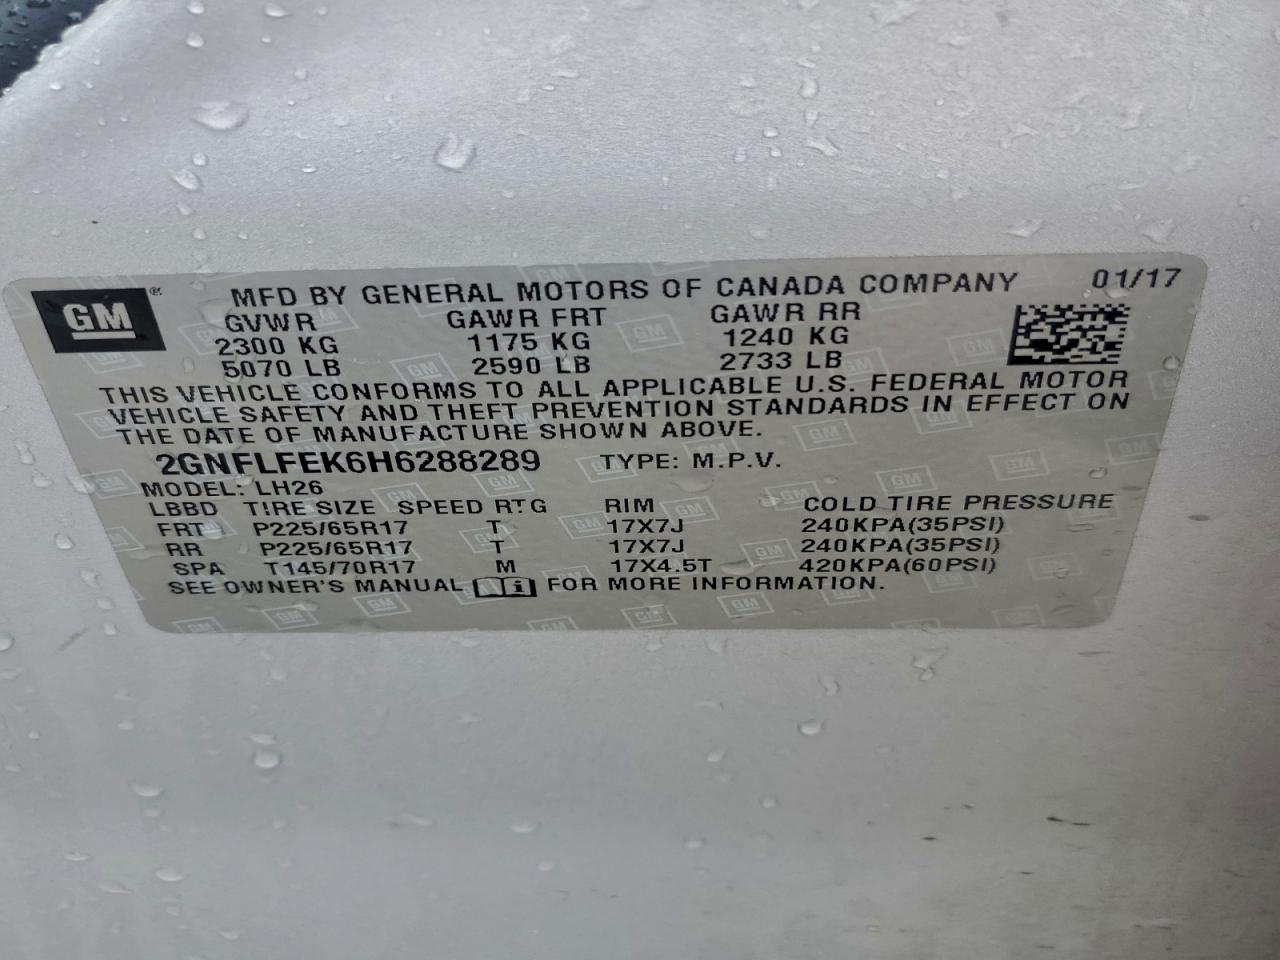 GM® MFD BY GENERAL MOTORS OF CANADA COMPANY 01/17
GVWR GAWR FRT GAWR RR
2300 KG 1175 KG 1240 KG
5070 LB 2590 LB 2733 LB
THIS VEHICLE CONFORMS TO ALL APPLICABLE U.S. FEDERAL MOTOR
VEHICLE SAFETY AND THEFT PREVENTION STANDARDS IN EFFECT ON
THE DATE OF MANUFACTURE SHOWN ABOVE.
2GNFLFEK6H6288289 TYPE: M.P.V.
MODEL: LH26
LBBD TIRE SIZE SPEED RTG RIM COLD TIRE PRESSURE
FRT P225/65R17 T 17X7J 240KPA(35PSI)
RR P225/65R17 T 17X7J 240KPA(35PSI)
SPA T145/70R17 M 17X4.5T 420KPA(60PSI)
SEE OWNER'S MANUAL i FOR MORE INFORMATION.